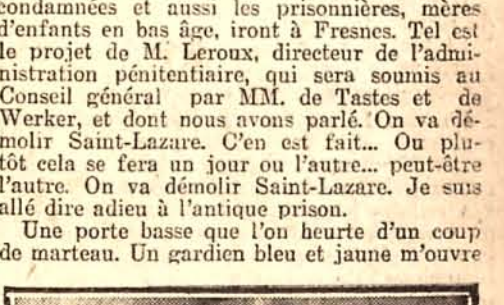 condamnées et aussi les prisonnières, mères
d'enfants en bas âge, iront à Fresnes. Tel est
le projet de M. Leroux, directeur de l'admi-
nistration pénitentiaire, qui sera soumis au
Conseil général par MM. de Tastes et de
Werker, et dont nous avons parlé. On va dé-
molir Saint-Lazare. C'en est fait... Ou plu-
tôt cela se fera un jour ou l'autre... peut-être
l'autre. On va démolir Saint-Lazare. Je suis
allé dire adieu à l'antique prison.
Une porte basse que l'on heurte d'un coup
de marteau. Un gardien bleu et jaune m'ouvre